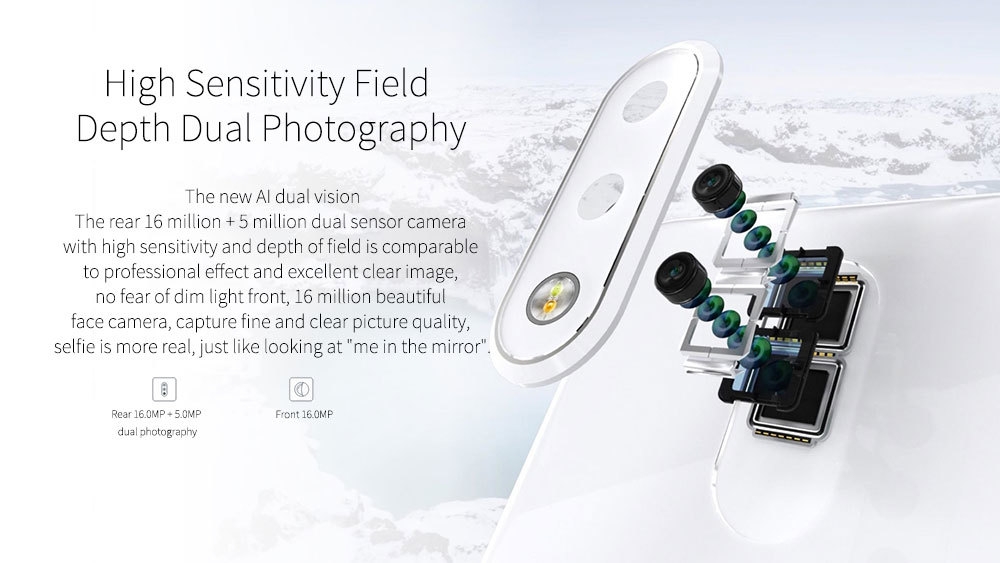 High Sensitivity Field
Depth Dual Photography
The new AI dual vision
The rear 16 million + 5 million dual sensor camera
with high sensitivity and depth of field is comparable
to professional effect and excellent clear image,
no fear of dim light front, 16 million beautiful
face camera, capture fine and clear picture quality,
selfie is more real, just like looking at "me in the mirror".
Rear 16.0MP + 5.0MP
dual photography
Front 16.0MP